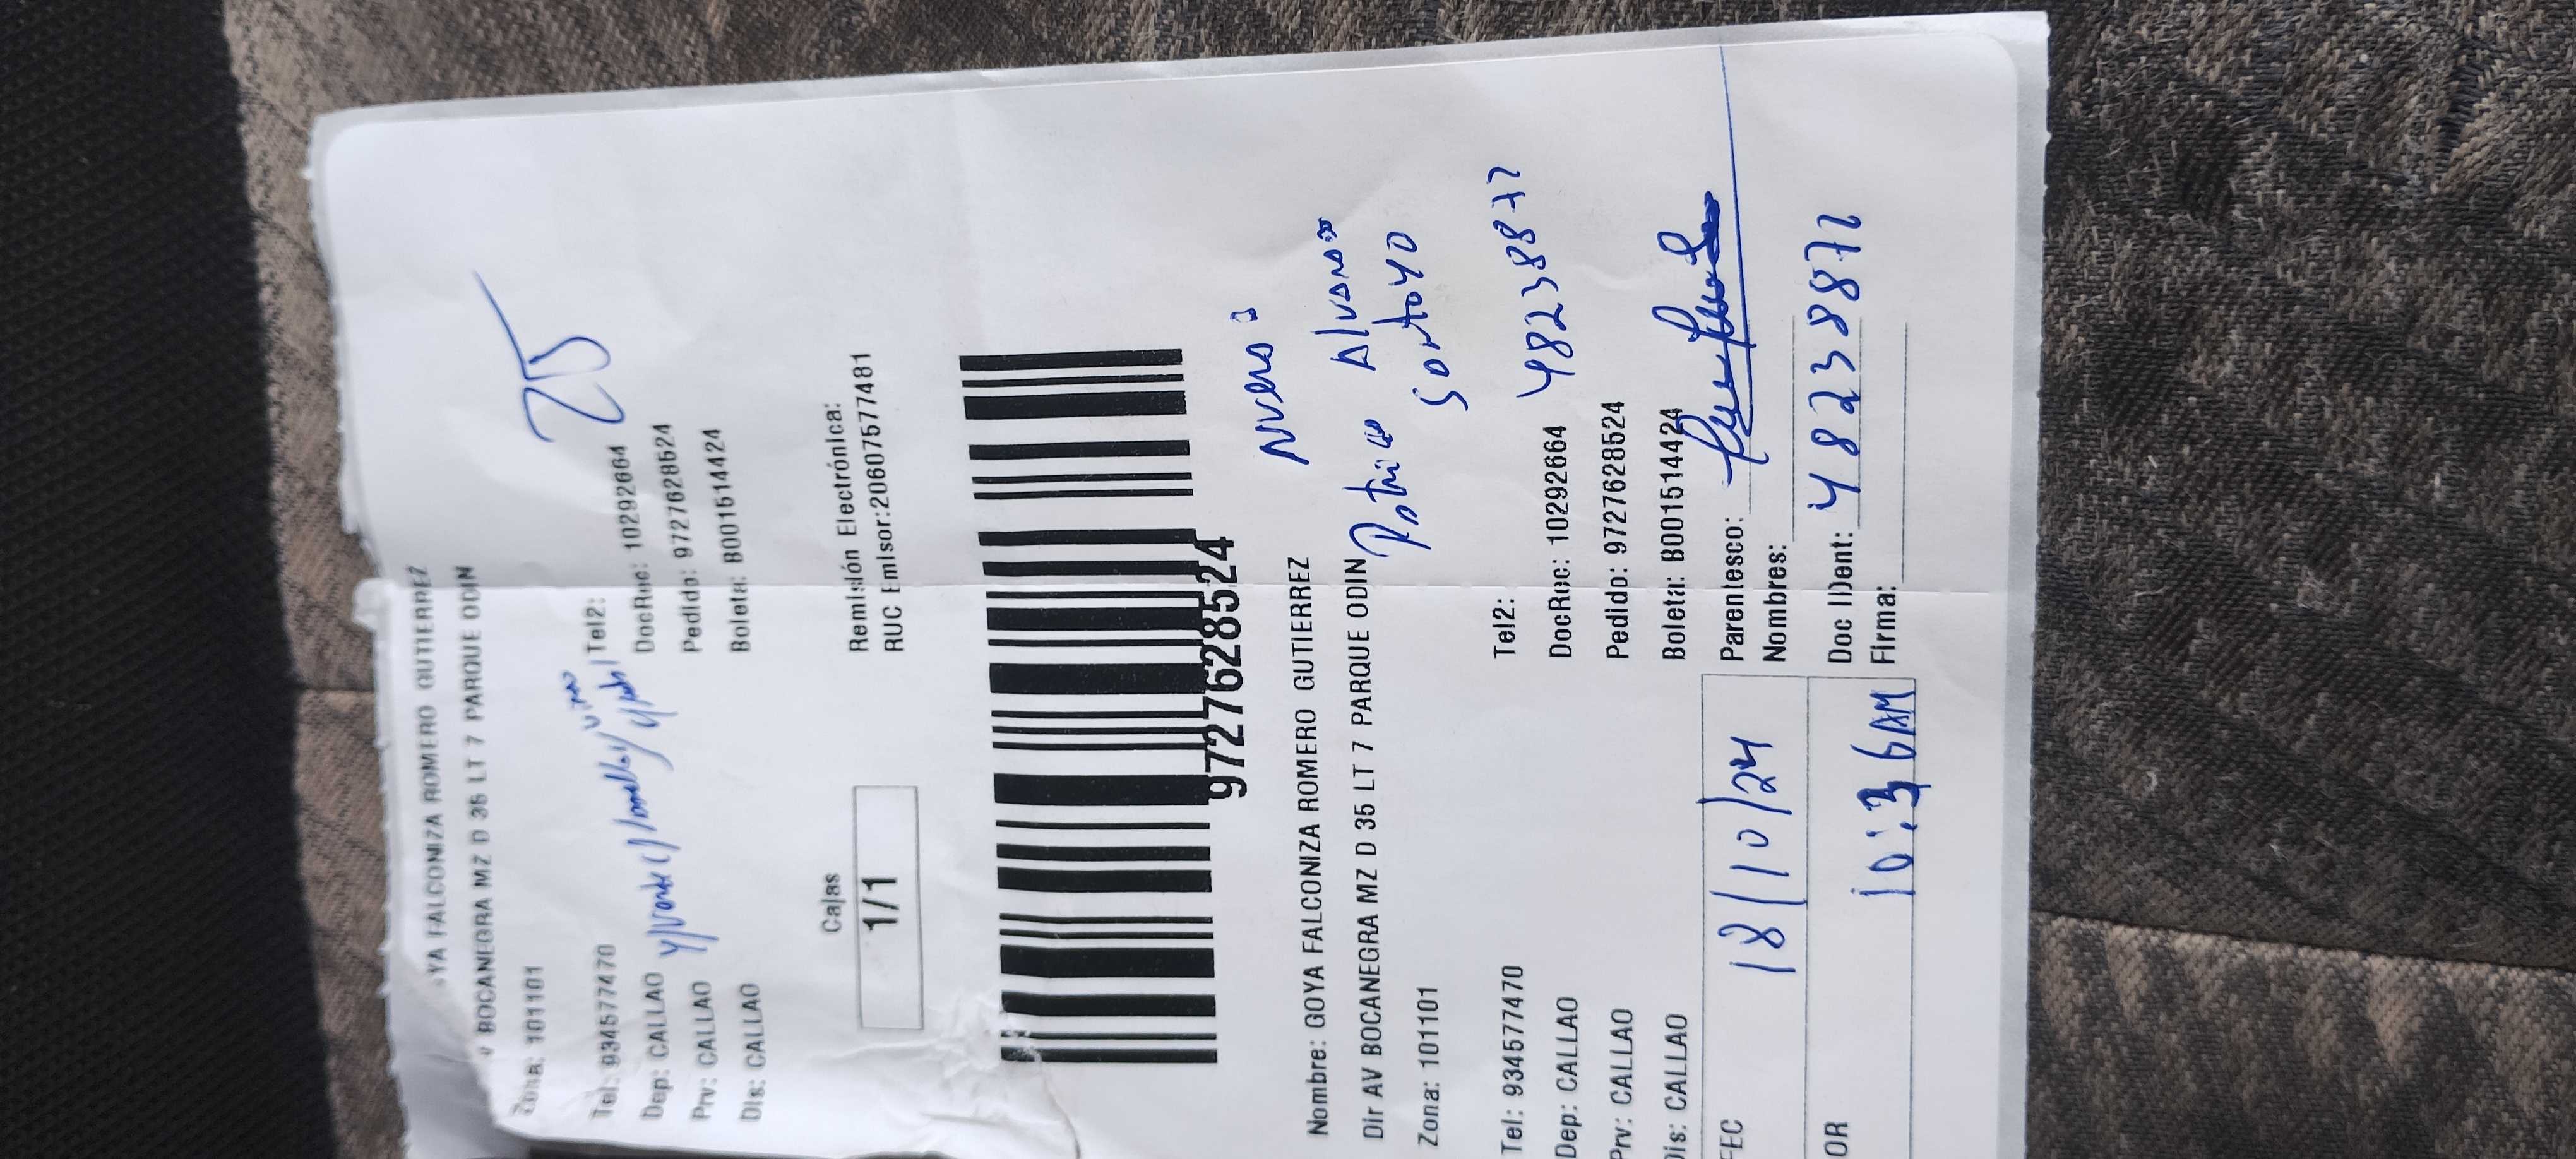 YA FALCONIZA ROMERO GUTIERREZ
V BOCANEGRA MZ D 35 LT 7 PARQUE ODIN
Zona: 101101
25
Tel: 934577470 Tel2:
Dep: CALLAO DocRuc: 10292664
Prv: CALLAO Pedido: 97277628524
Dis: CALLAO Boleta: B001514424
Cajas
1/1
Remisión Electrónica:
RUC Emisor:20607577481
97277628524
Nuera:
Nombre: GOYA FALCONIZA ROMERO GUTIERREZ
Dir AV BOCANEGRA MZ D 35 LT 7 PARQUE ODIN
Zona: 101101
Tel: 934577470 Tel2:
48238872
Dep: CALLAO DocRuc: 10292664
Prv: CALLAO Pedido: 97277628524
Dis: CALLAO Boleta: B001514424
FEC 18/10/24 Parentesco:
Nombres:
OR 10:36AM Doc IDent: 48238872
Firma: